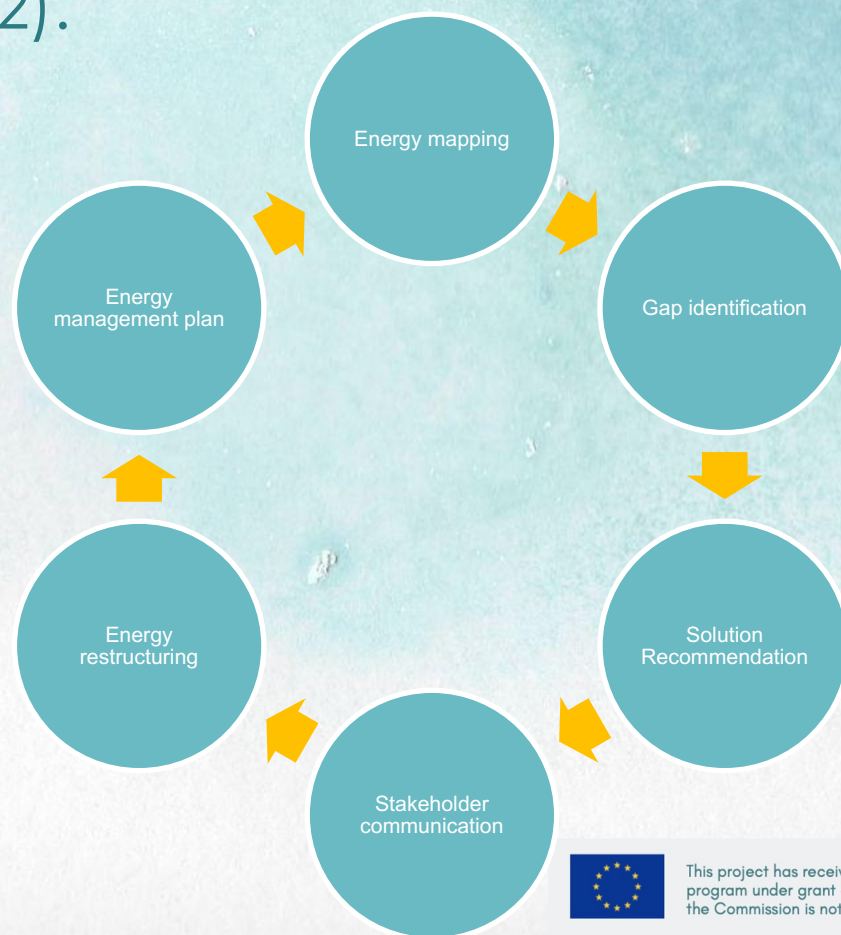 2).
Energy mapping
Gap identification
Solution
Recommendation
Stakeholder
communication
Energy
restructuring
Energy
management plan
This project has receiv
program under grant
the Commission is not